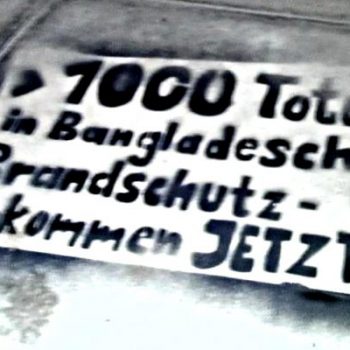 > 1000 Tot
in Bangladesch
Brandschutz-
kommen JETZT